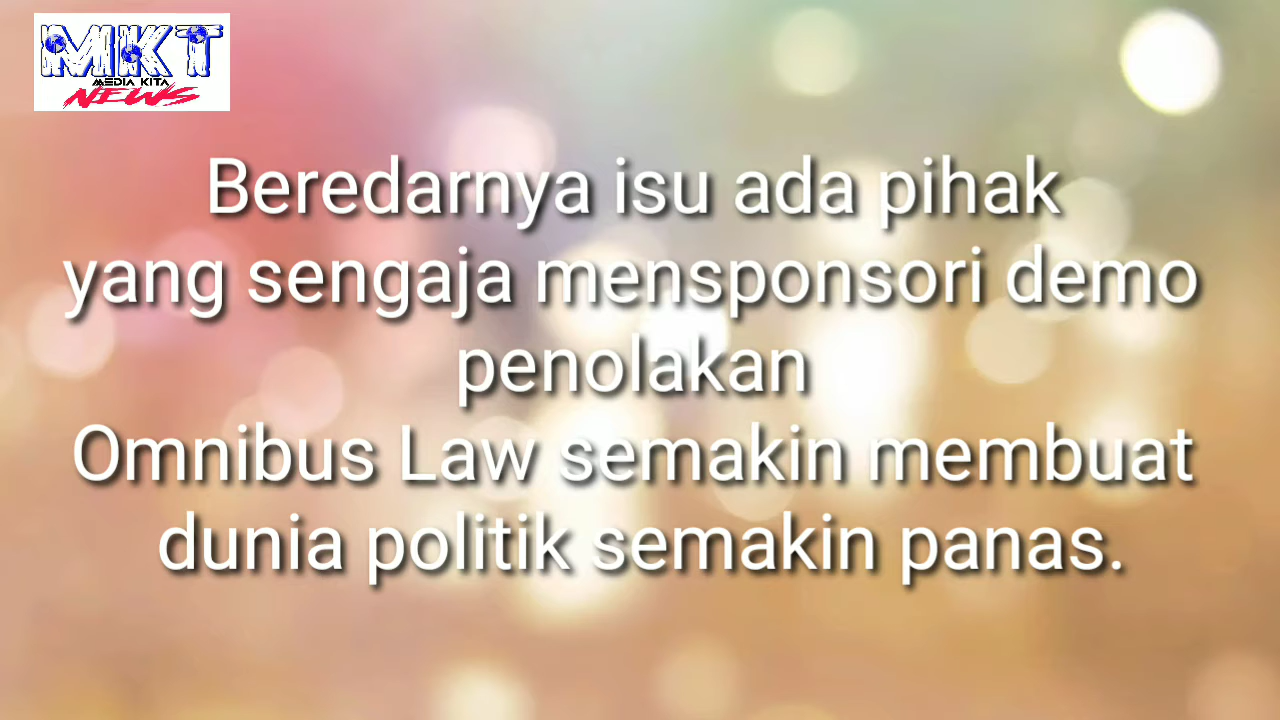 MKT
MEDIA KITA
NEWS
Beredarnya isu ada pihak
yang sengaja mensponsori demo
penolakan
Omnibus Law semakin membuat
dunia politik semakin panas.